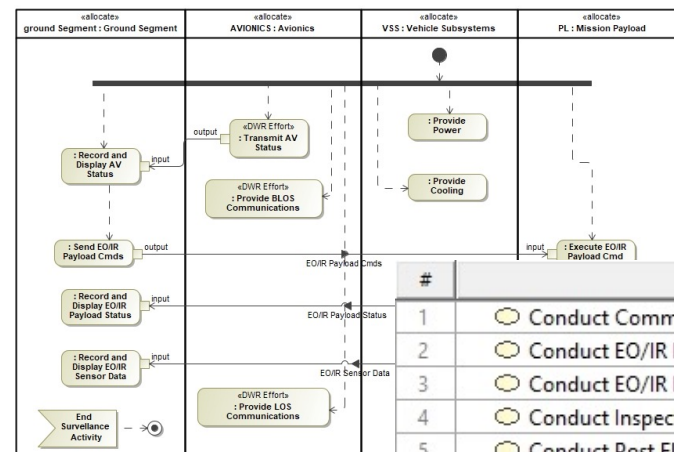 «allocate»
ground Segment : Ground Segment
«allocate»
AVIONICS : Avionics
«allocate»
VSS : Vehicle Subsystems
«allocate»
PL : Mission Payload
«DWR Effort»
: Transmit AV
Status
output
: Provide
Power
: Record and
Display AV
Status
input
«DWR Effort»
: Provide BLOS
Communications
: Provide
Cooling
: Send EO/IR
Payload Cmds
output
EO/IR Payload Cmds
input
: Execute EO/IR
Payload Cmd
: Record and
Display EO/IR
Payload Status
input
EO/IR Payload Status
: Record and
Display EO/IR
Sensor Data
input
EO/IR Sensor Data
«DWR Effort»
: Provide LOS
Communications
End
Survellance
Activity
#
1 Conduct Comm
2 Conduct EO/IR
3 Conduct EO/IR
4 Conduct Inspec
5 Conduct Post